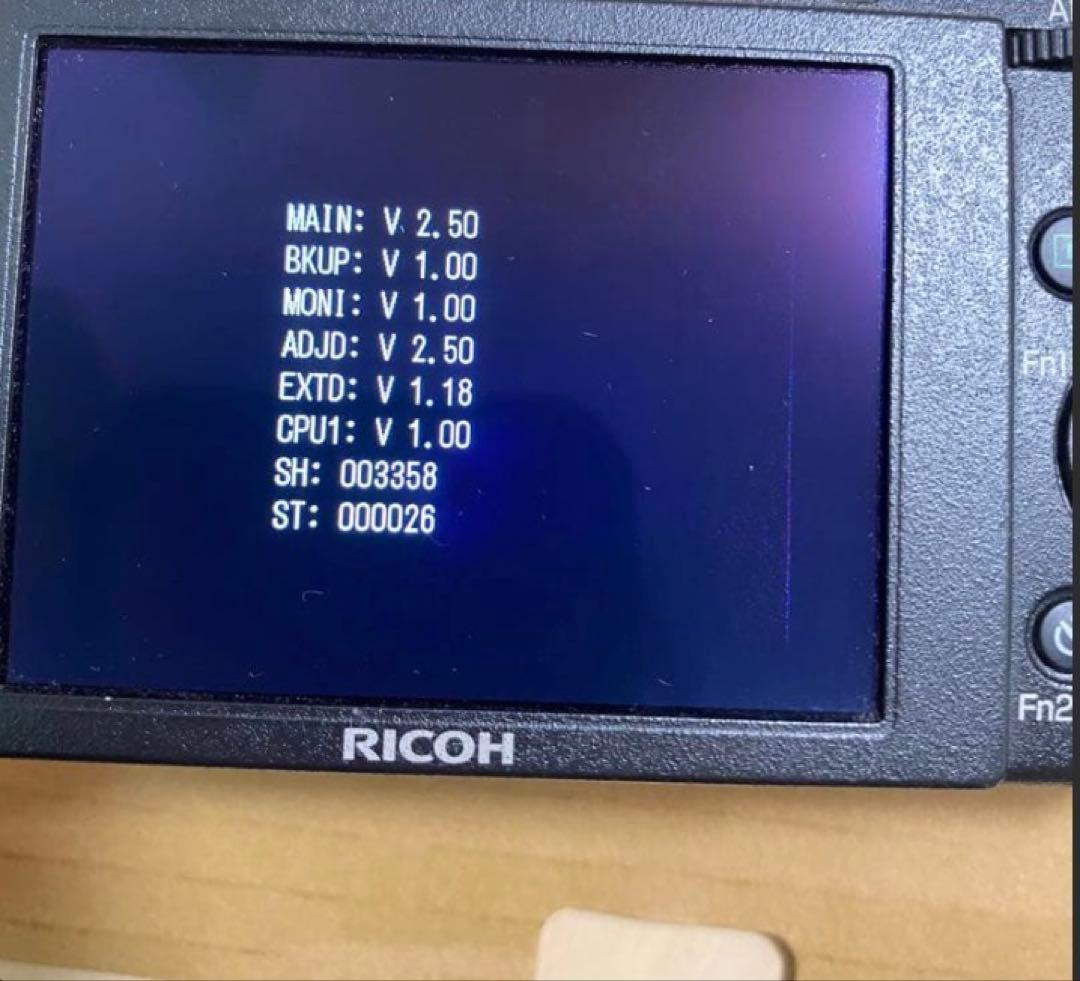 A
MAIN: V 2.50
BKUP: V 1.00
MONI: V 1.00
ADJD: V 2.50
EXTD: V 1.18
CPU1: V 1.00
SH: 003358
ST: 000026
Fn1
Fn2
RICOH